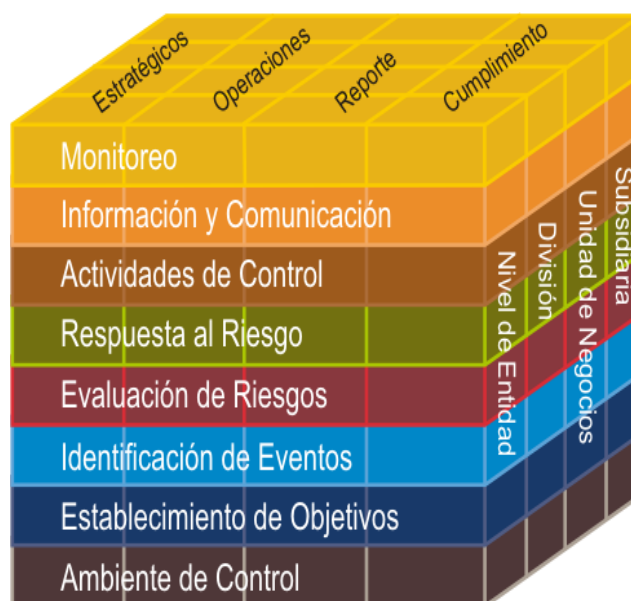 Estratégicos
Operaciones
Reporte
Cumplimiento
Monitoreo
Información y Comunicación
Actividades de Control
Respuesta al Riesgo
Evaluación de Riesgos
Identificación de Eventos
Establecimiento de Objetivos
Ambiente de Control
Nivel de Entidad
División
Unidad de Negocios
Subsidiaria